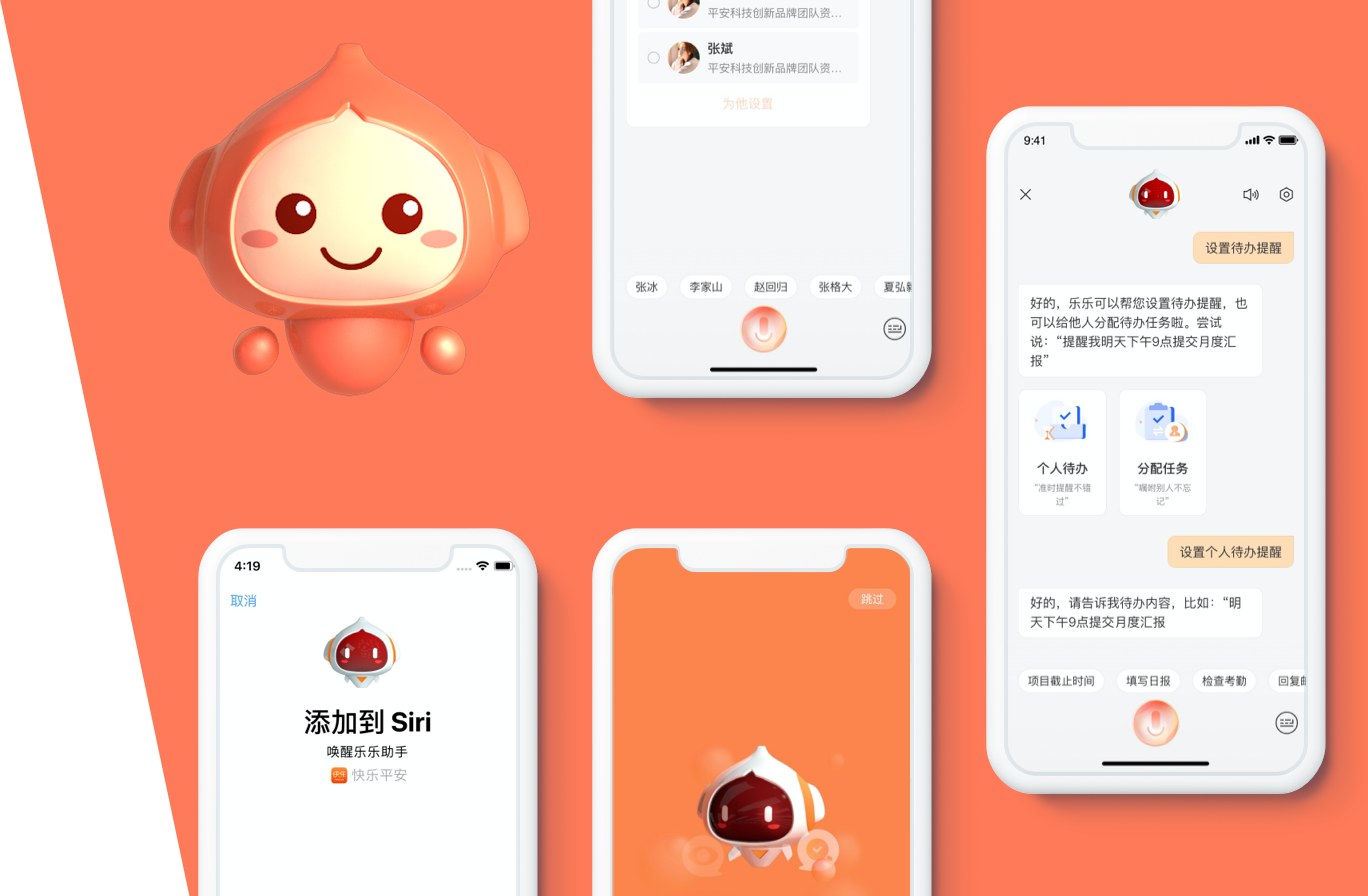 平安科技创新品牌团队资...
张斌
平安科技创新品牌团队资...
为他设置
张冰
李家山
赵回归
张格大
夏弘
9:41
设置待办提醒
好的，乐乐可以帮您设置待办提醒，也
可以给他人分配待办任务啦。尝试
说：“提醒我明天下午9点提交月度汇
报”
个人待办
“准时提醒不错
过”
分配任务
“嘱咐别人不忘
记”
设置个人待办提醒
好的，请告诉我待办内容，比如：“明
天下午9点提交月度汇报
项目截止时间
填写日报
检查考勤
回复
4:19
取消
添加到 Siri
唤醒乐乐助手
快乐平安
跳过